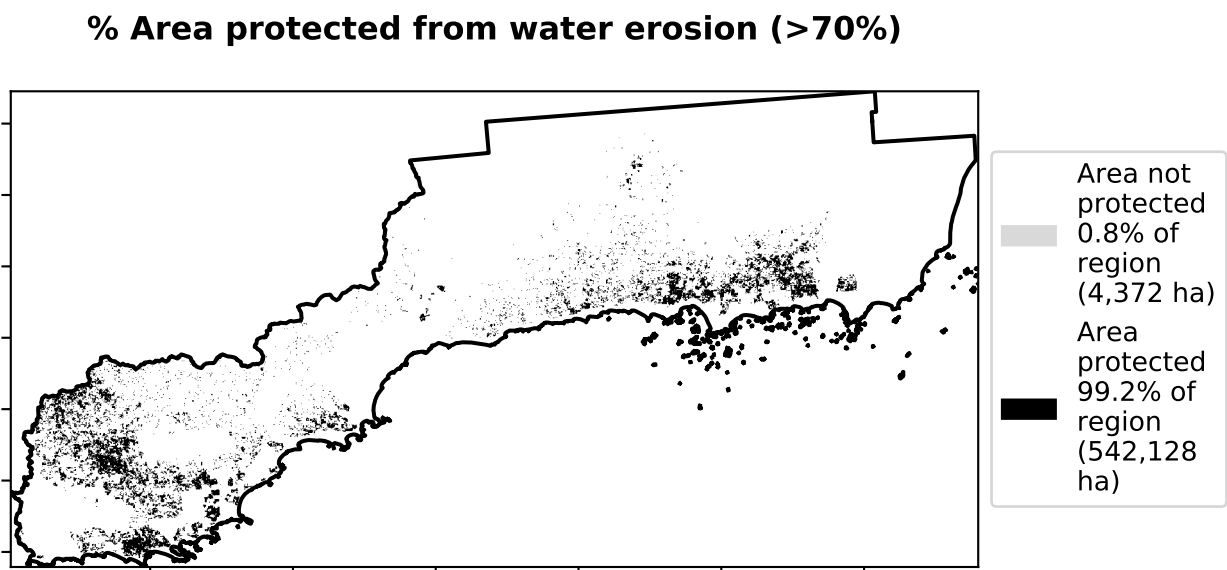 % Area protected from water erosion (>70%)
Area not
protected
0.8% of
region
(4,372 ha)
Area
protected
99.2% of
region
(542,128
ha)